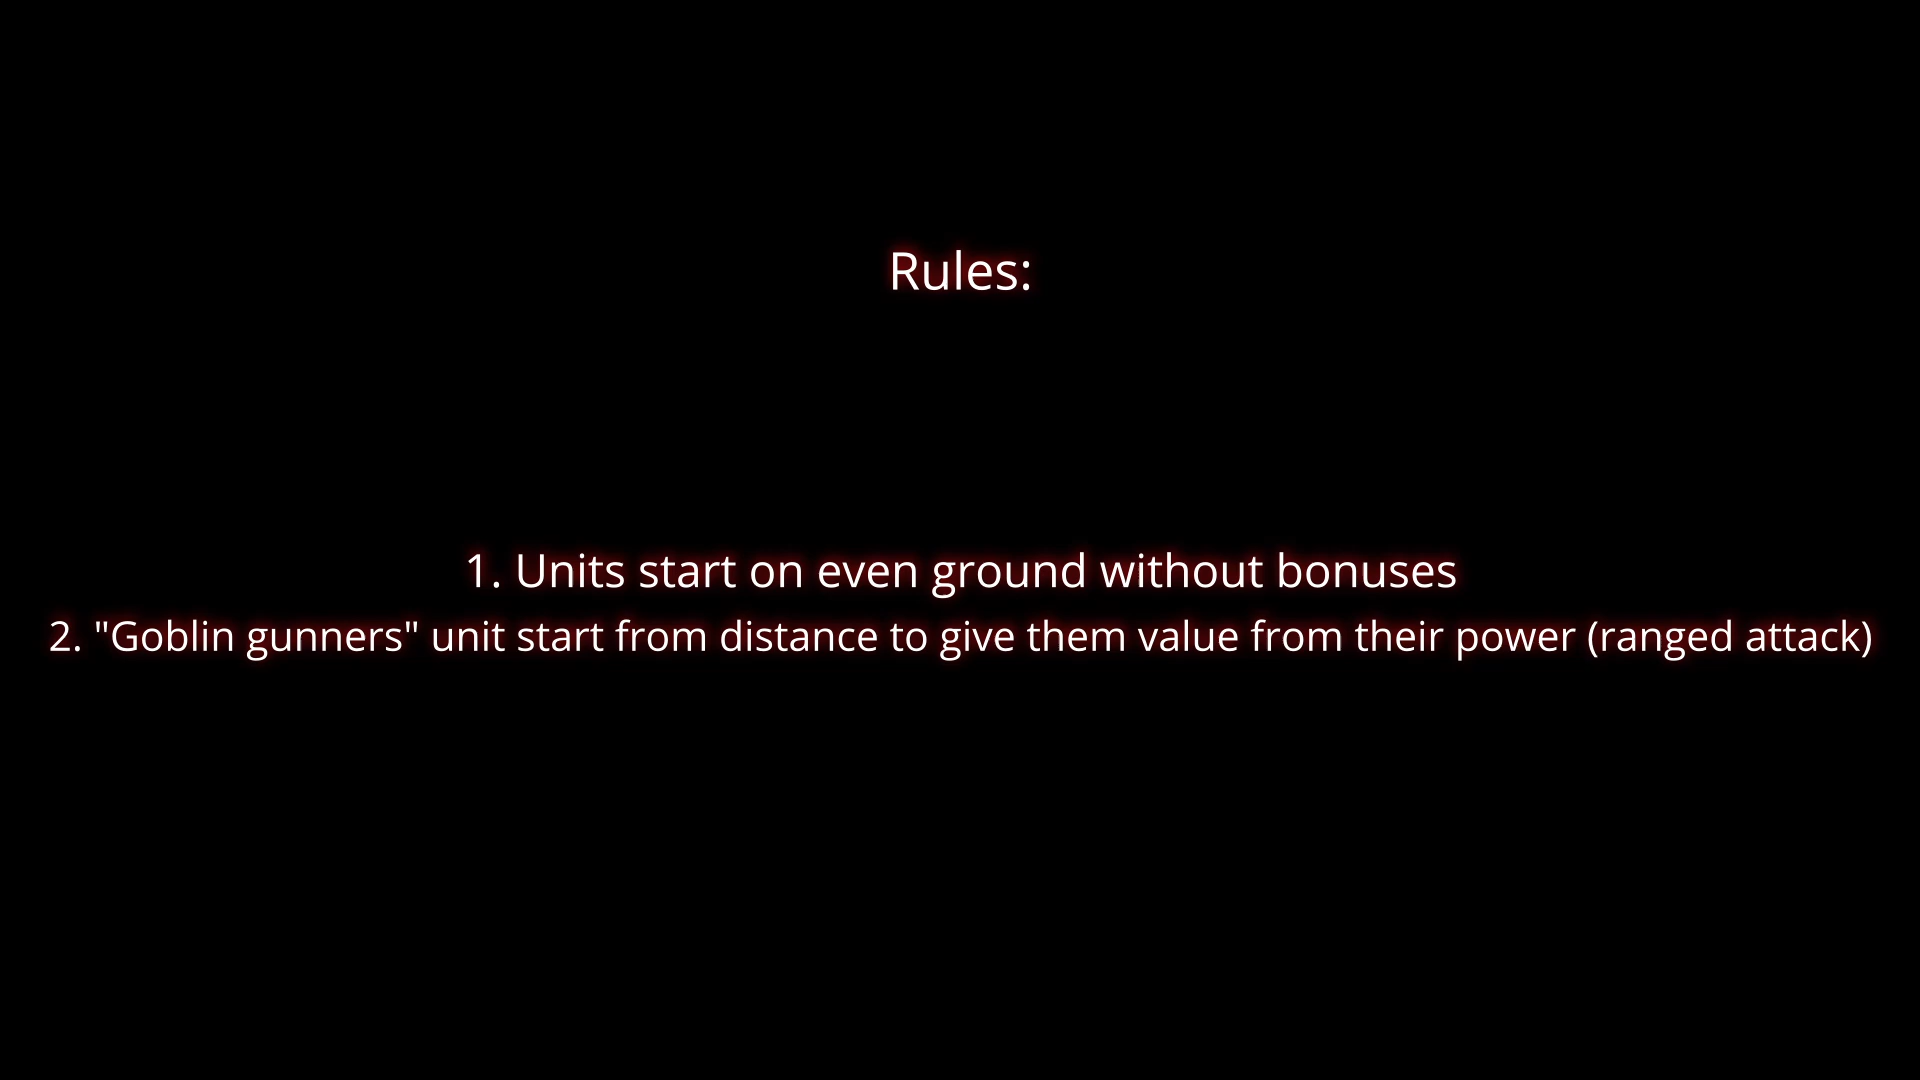 Rules:
1. Units start on even ground without bonuses
2. "Goblin gunners" unit start from distance to give them value from their power (ranged attack)